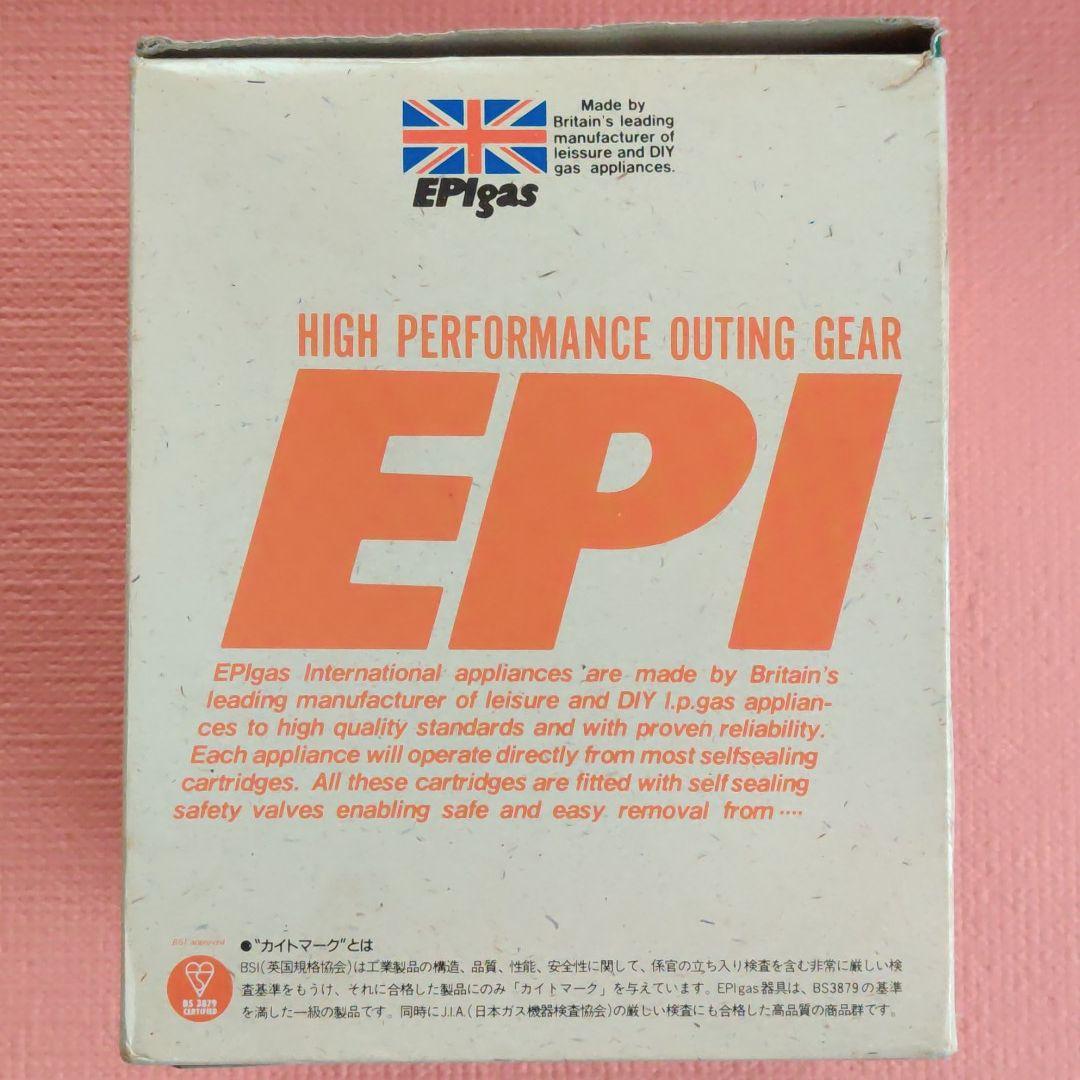 Made by
Britain's leading
manufacturer of
leissure and DIY
gas appliances.
EPIgas
HIGH PERFORMANCE OUTING GEAR
EPI
EPIgas International appliances are made by Britain's
leading manufacturer of leisure and DIY l.p.gas applian-
ces to high quality standards and with proven reliability.
Each appliance will operate directly from most selfsealing
cartridges. All these cartridges are fitted with self sealing
safety valves enabling safe and easy removal from ····
BSI approved
BS 3879
CERTIFIED
●"カイトマーク"とは
BSI(英国規格協会)は工業製品の構造、品質、性能、安全性に関して、係官の立ち入り検査を含む非常に厳しい検
査基準をもうけ、それに合格した製品にのみ「カイトマーク」を与えています。EPIgas器具は、BS3879の基準
を満した一級の製品です。同時にJ.I.A.(日本ガス機器検査協会)の厳しい検査にも合格した高品質の商品群です。